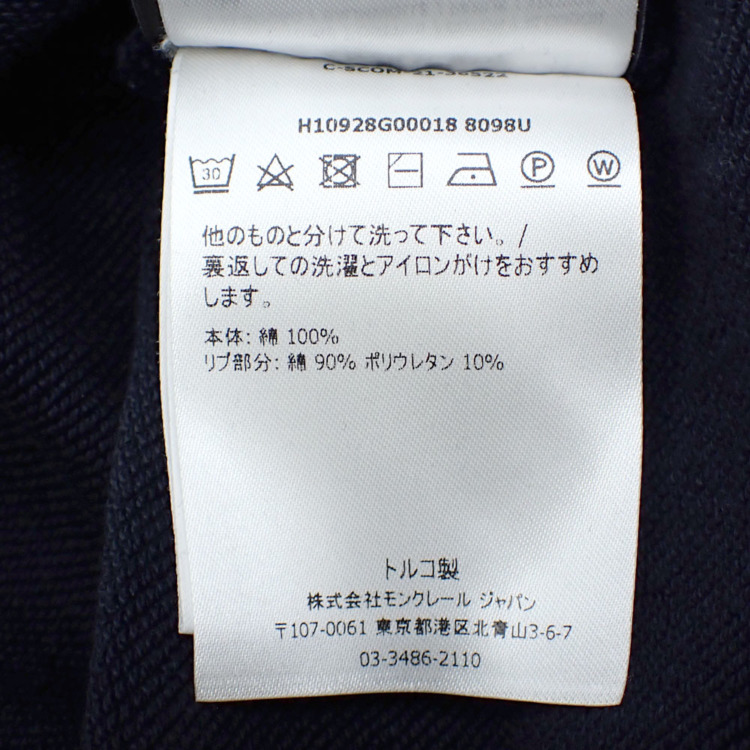 H10928G00018 8098U
30 P W
他のものと分けて洗って下さい。/
裏返しての洗濯とアイロンがけをおすすめ
します。
本体: 綿 100%
リブ部分: 綿 90% ポリウレタン 10%
トルコ製
株式会社モンクレール ジャパン
〒107-0061 東京都港区北青山3-6-7
03-3486-2110